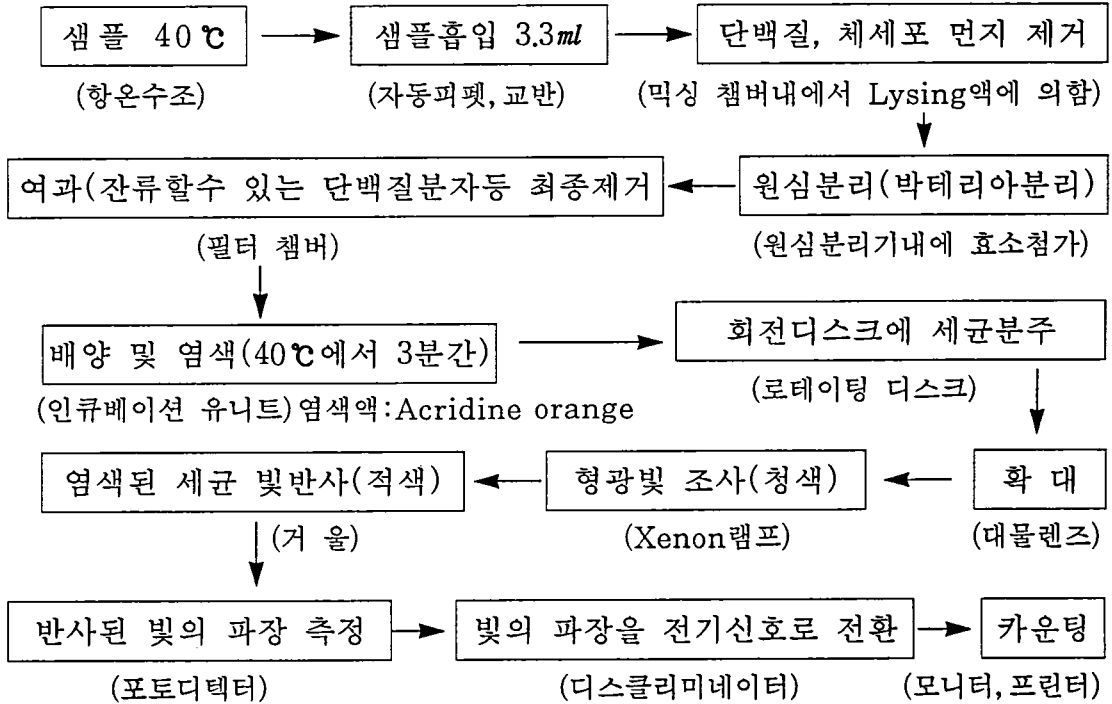 샘플 40℃
샘플흡입 3.3ml
단백질, 체세포 먼지 제거
(항온수조)
(자동피펫, 교반)
(믹싱 챔버내에서 Lysing액에 의함)
원심분리(박테리아분리)
여과(잔류할수 있는 단백질분자등 최종제거
(원심분리기내에 효소첨가)
(필터 챔버)
배양 및 염색(40℃에서 3분간)
회전디스크에 세균분주
(인큐베이션 유니트)염색액:Acridine orange
(로테이팅 디스크)
확 대
형광빛 조사(청색)
염색된 세균 빛반사(적색)
(대물렌즈)
(Xenon램프)
(거 울)
반사된 빛의 파장 측정
빛의 파장을 전기신호로 전환
카운팅
(포토디텍터)
(디스클리미네이터)
(모니터, 프린터)